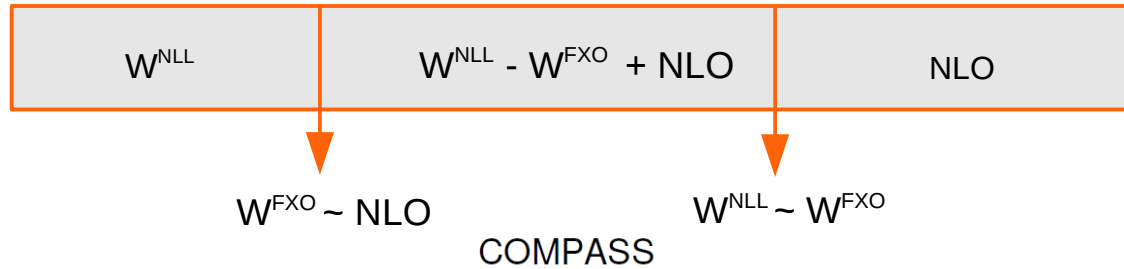 W^NLL W^NLL - W^FXO + NLO NLO
W^FXO ~ NLO W^NLL ~ W^FXO
COMPASS